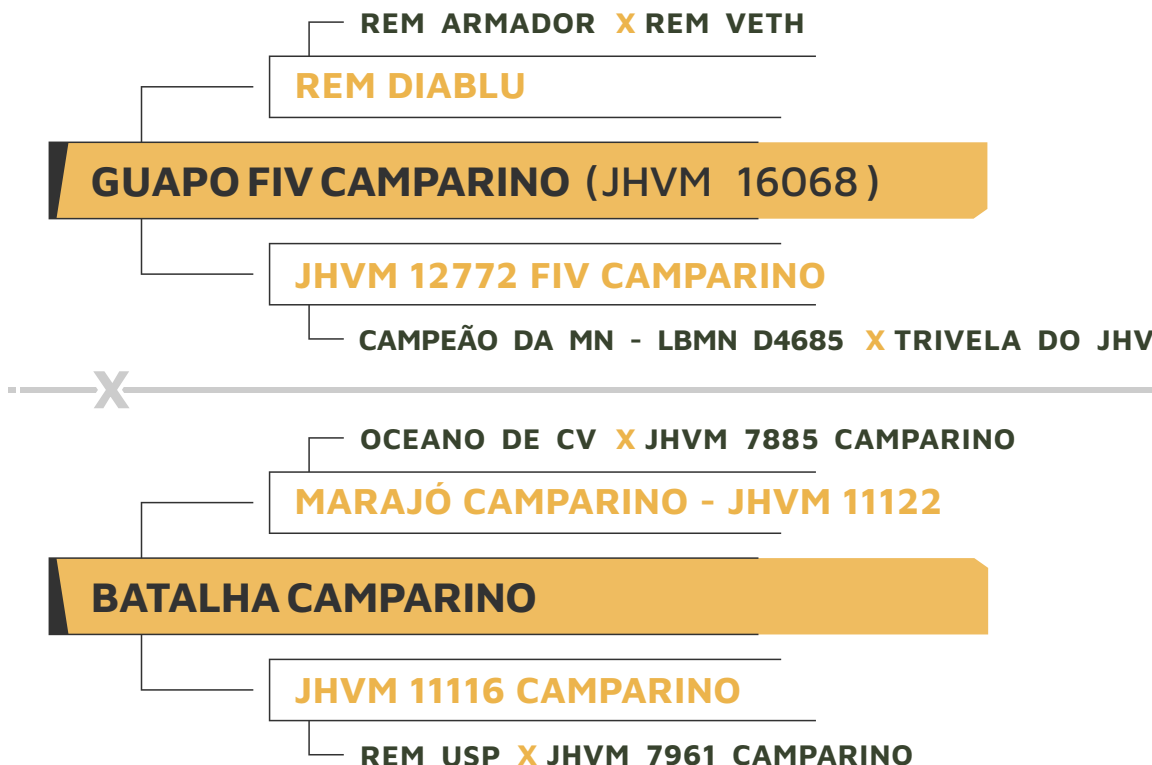 REM ARMADOR X REM VETH
REM DIABLU
GUAPO FIV CAMPARINO (JHVM 16068)
JHVM 12772 FIV CAMPARINO
CAMPEÃO DA MN - LBMN D4685 X TRIVELA DO JHV
X
OCEANO DE CV X JHVM 7885 CAMPARINO
MARAJÓ CAMPARINO - JHVM 11122
BATALHA CAMPARINO
JHVM 11116 CAMPARINO
REM USP X JHVM 7961 CAMPARINO